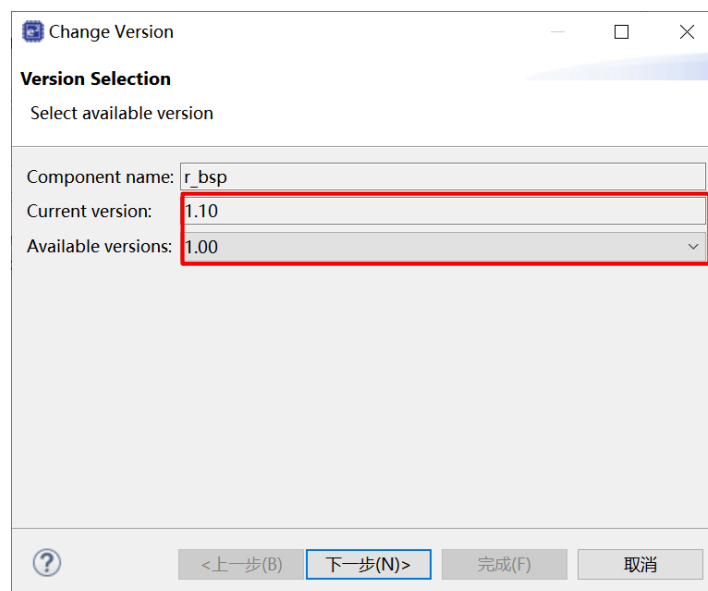 Change Version
Version Selection
Select available version
Component name: r_bsp
Current version: 1.10
Available versions: 1.00
<上一步(B) 下一步(N)> 完成(F) 取消